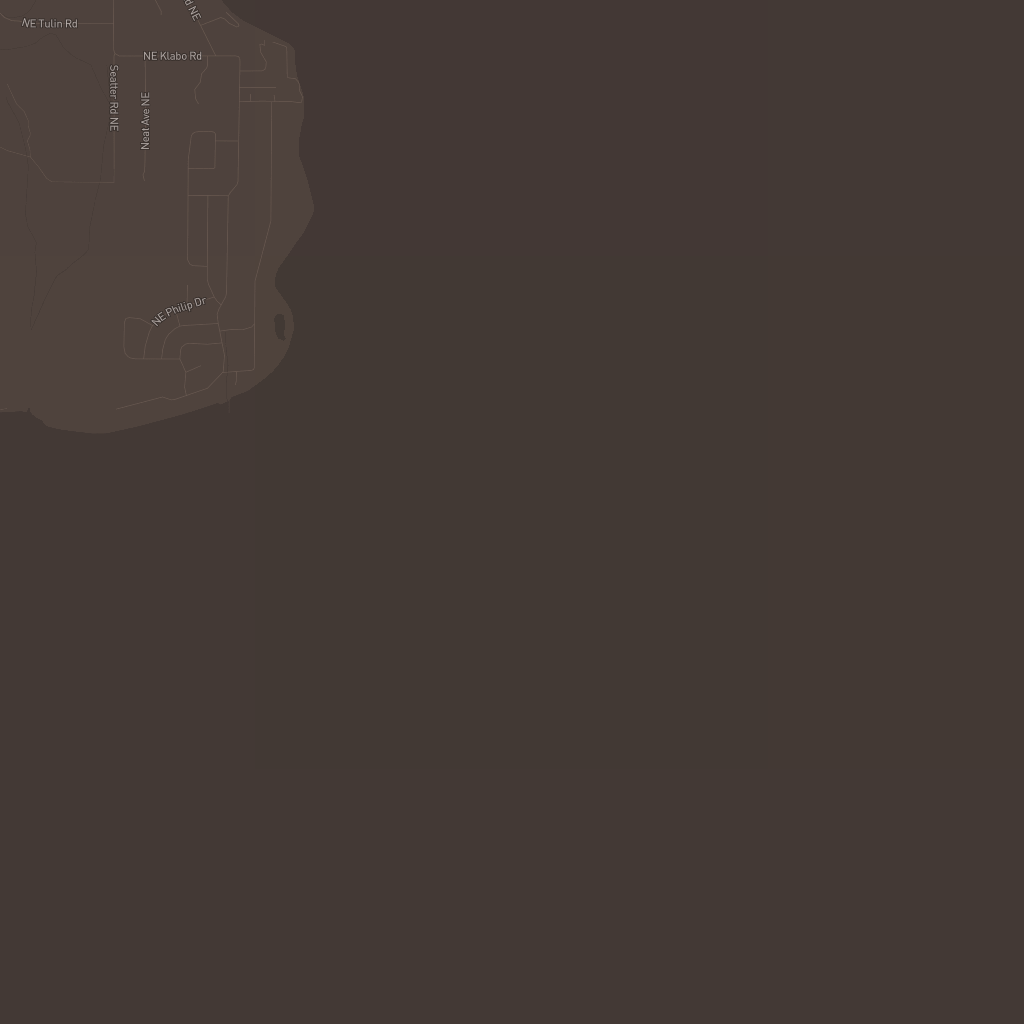 NE Tulin Rd
d NE
NE Klabo Rd
Seatter Rd NE
Neat Ave NE
NE Philip Dr